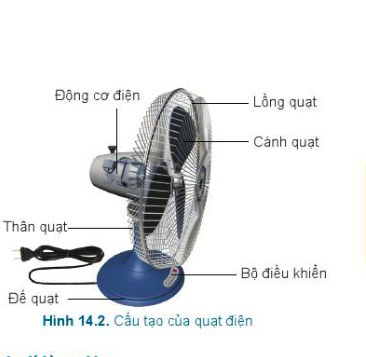 Động cơ điện
Lồng quạt
Cánh quạt
Thân quạt
Bộ điều khiển
Đế quạt
Hình 14.2. Cấu tạo của quạt điện